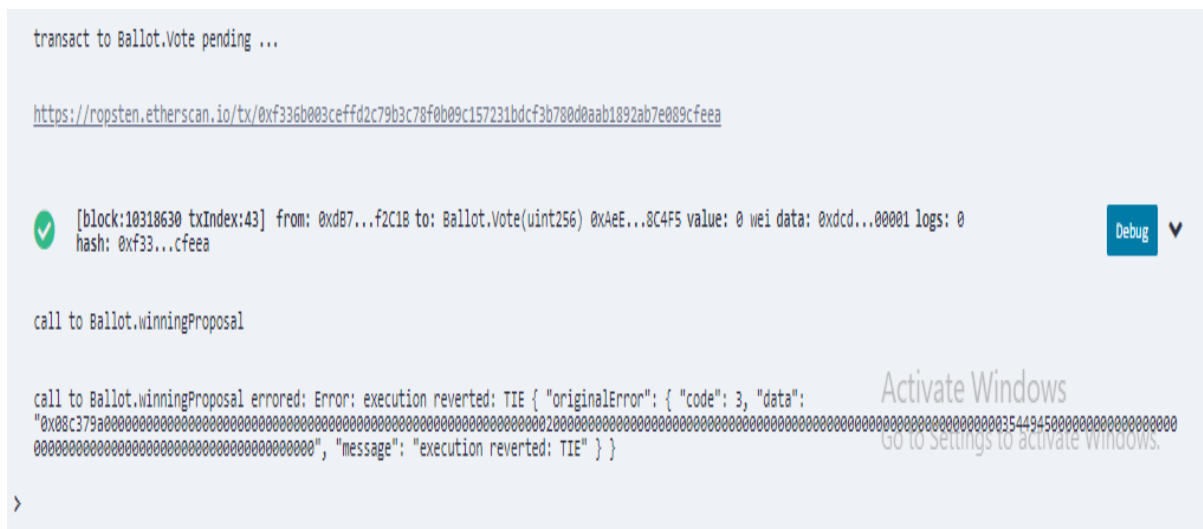 transact to Ballot.Vote pending ...
https://ropsten.etherscan.io/tx/0xf336b003ceffd2c79b3c78f0b09c157231bdcf3b780d0aab1892ab7e089cfeea
[block:10318630 txIndex:43] from: 0xdB7...f2C1B to: Ballot.Vote(uint256) 0xAeE...8C4F5 value: 0 wei data: 0xdcd...00001 logs: 0
hash: 0xf33...cfeea
Debug
call to Ballot.winningProposal
call to Ballot.winningProposal errored: Error: execution reverted: TIE { "originalError": { "code": 3, "data":
"0x08c379a00000000000000000000000000000000000000000000000000000000000000020000000000000000000000000000000000000000000000000000000000000000035449450000000000000000000
000000000000000000000000000000000000000", "message": "execution reverted: TIE" } }
Activate Windows
Go to Settings to activate Windows.
>